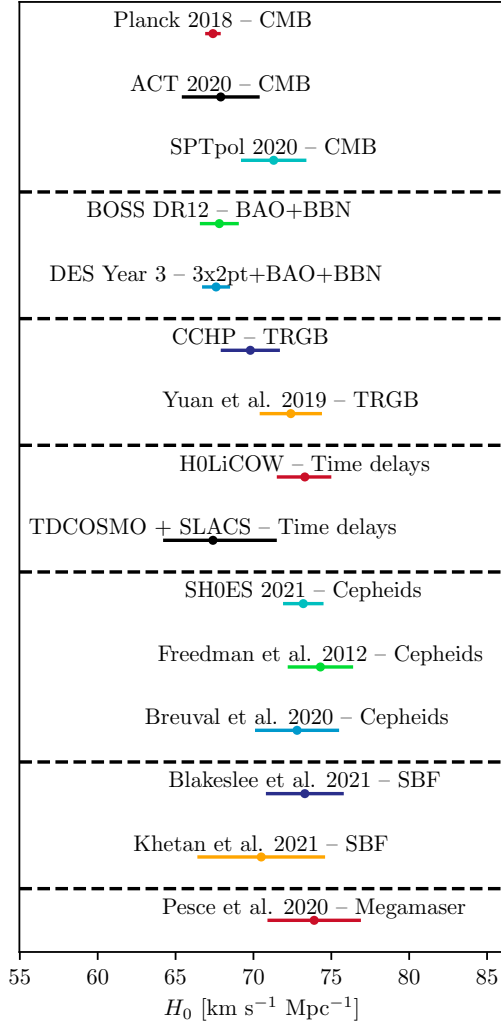 Planck 2018 – CMB
ACT 2020 – CMB
SPTpol 2020 – CMB
BOSS DR12 – BAO+BBN
DES Year 3 – 3x2pt+BAO+BBN
CCHP – TRGB
Yuan et al. 2019 – TRGB
H0LiCOW – Time delays
TDCOSMO + SLACS – Time delays
SH0ES 2021 – Cepheids
Freedman et al. 2012 – Cepheids
Breuval et al. 2020 – Cepheids
Blakeslee et al. 2021 – SBF
Khetan et al. 2021 – SBF
Pesce et al. 2020 – Megamaser
55 60 65 70 75 80 85
H₀ [km s⁻¹ Mpc⁻¹]